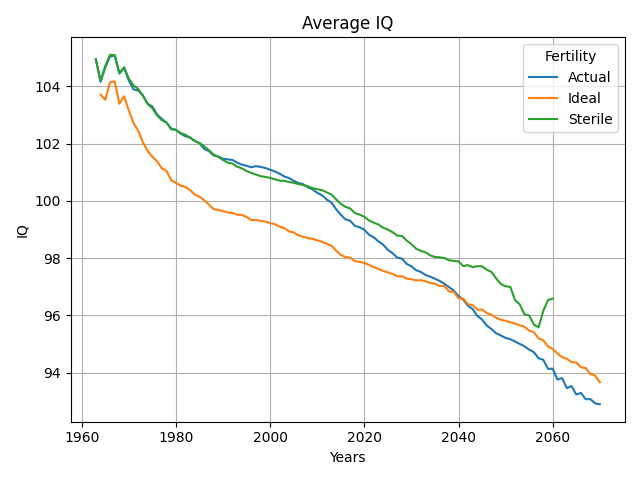 Average IQ
Fertility
Actual
Ideal
Sterile
IQ
104
102
100
98
96
94
1960
1980
2000
2020
2040
2060
Years